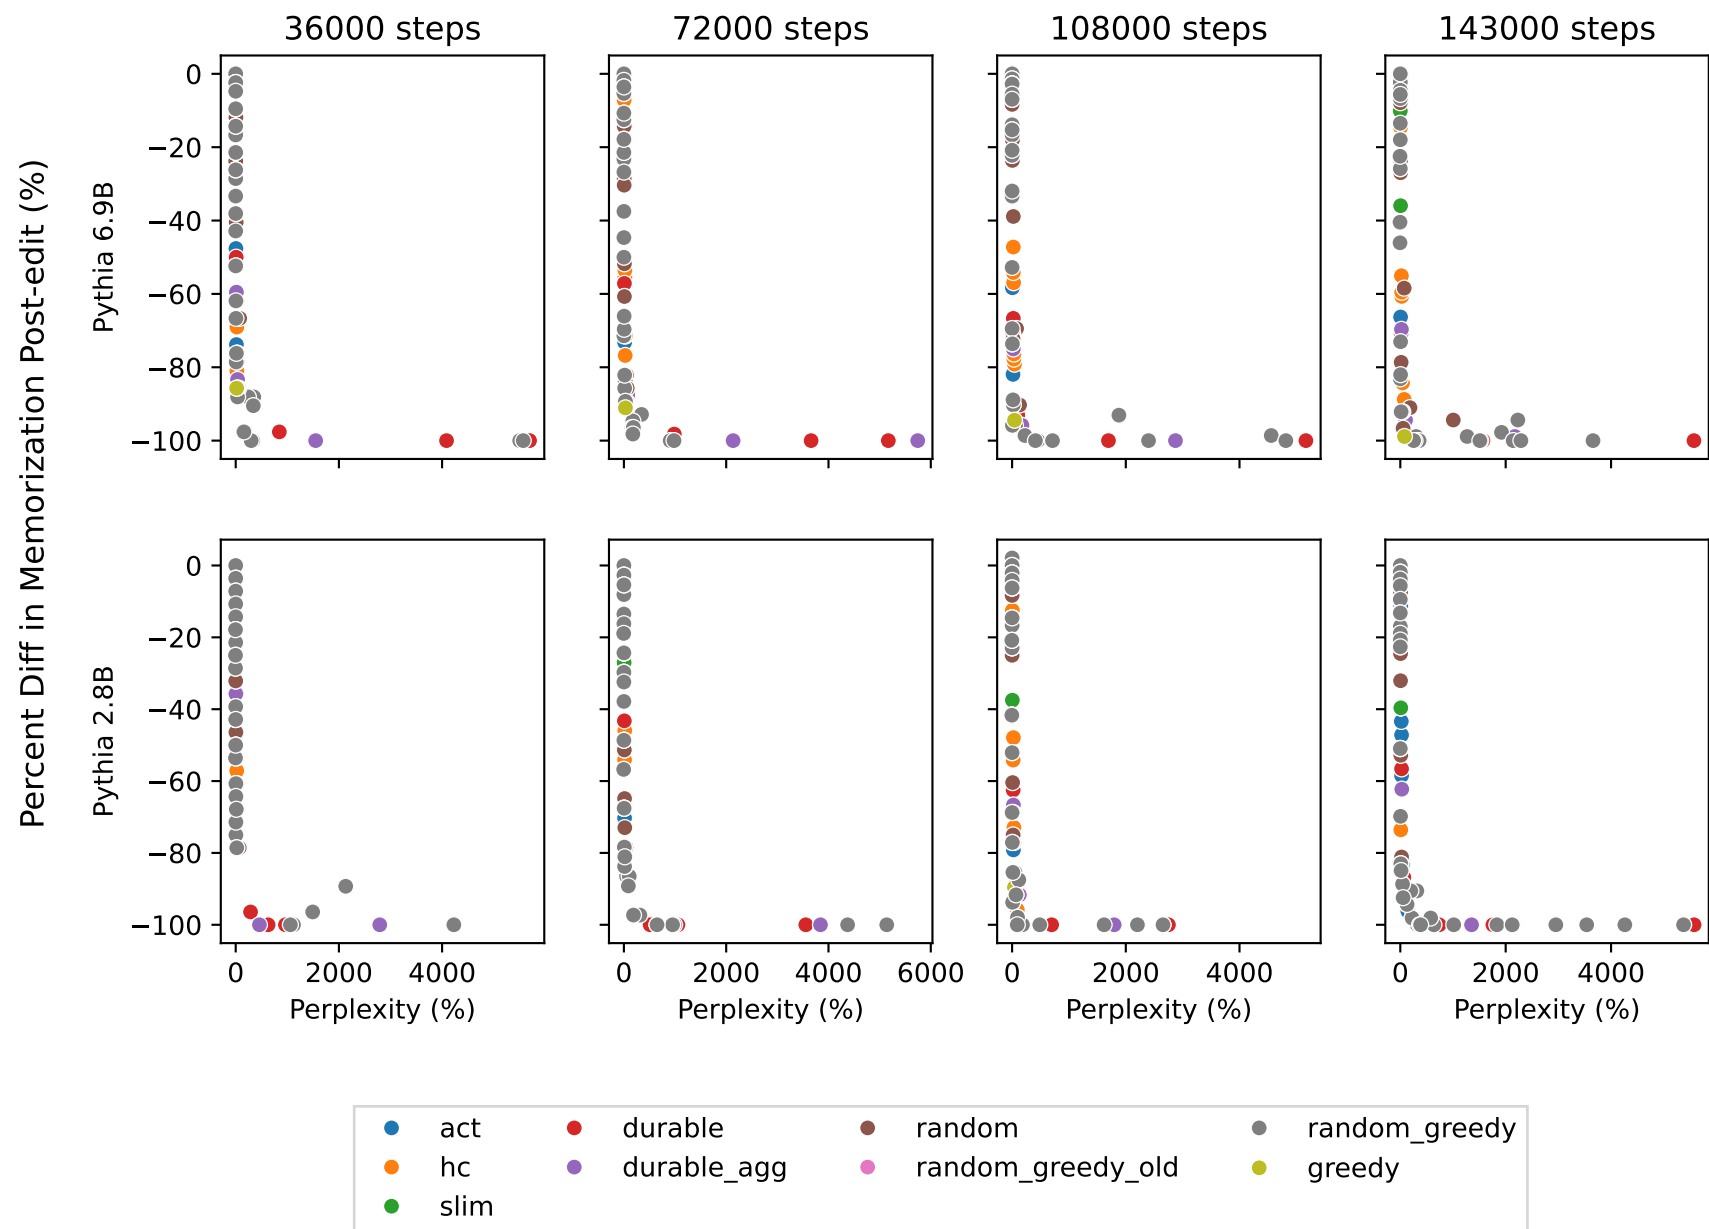 36000 steps
72000 steps
108000 steps
143000 steps
Percent Diff in Memorization Post-edit (%)
Pythia 6.9B
0
−20
−40
−60
−80
−100
Pythia 2.8B
0
−20
−40
−60
−80
−100
0 2000 4000
0 2000 4000 6000
0 2000 4000
0 2000 4000
Perplexity (%)
Perplexity (%)
Perplexity (%)
Perplexity (%)
act
hc
slim
durable
durable_agg
random
random_greedy_old
random_greedy
greedy